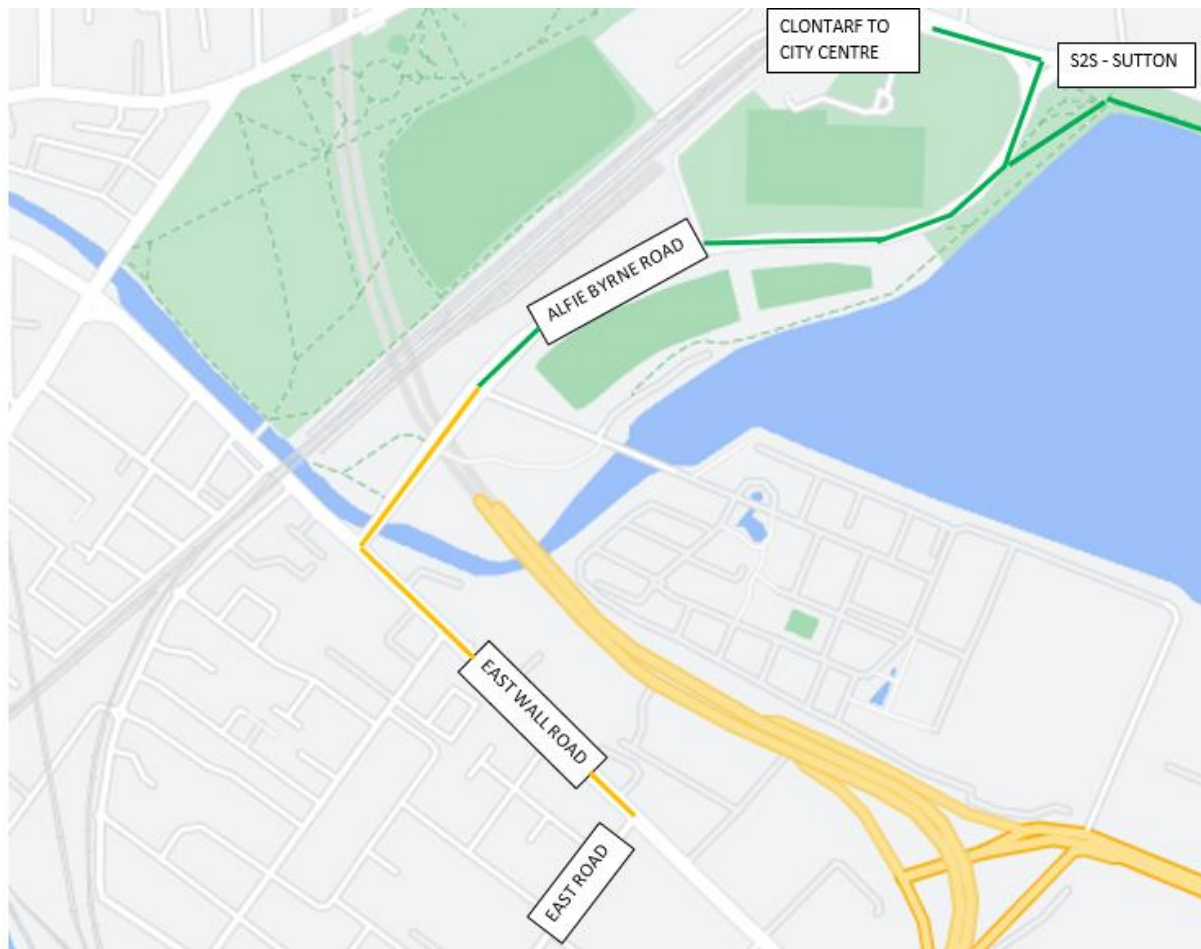 CLONTARF TO
CITY CENTRE
S2S - SUTTON
ALFIE BYRNE ROAD
EAST WALL ROAD
EAST ROAD